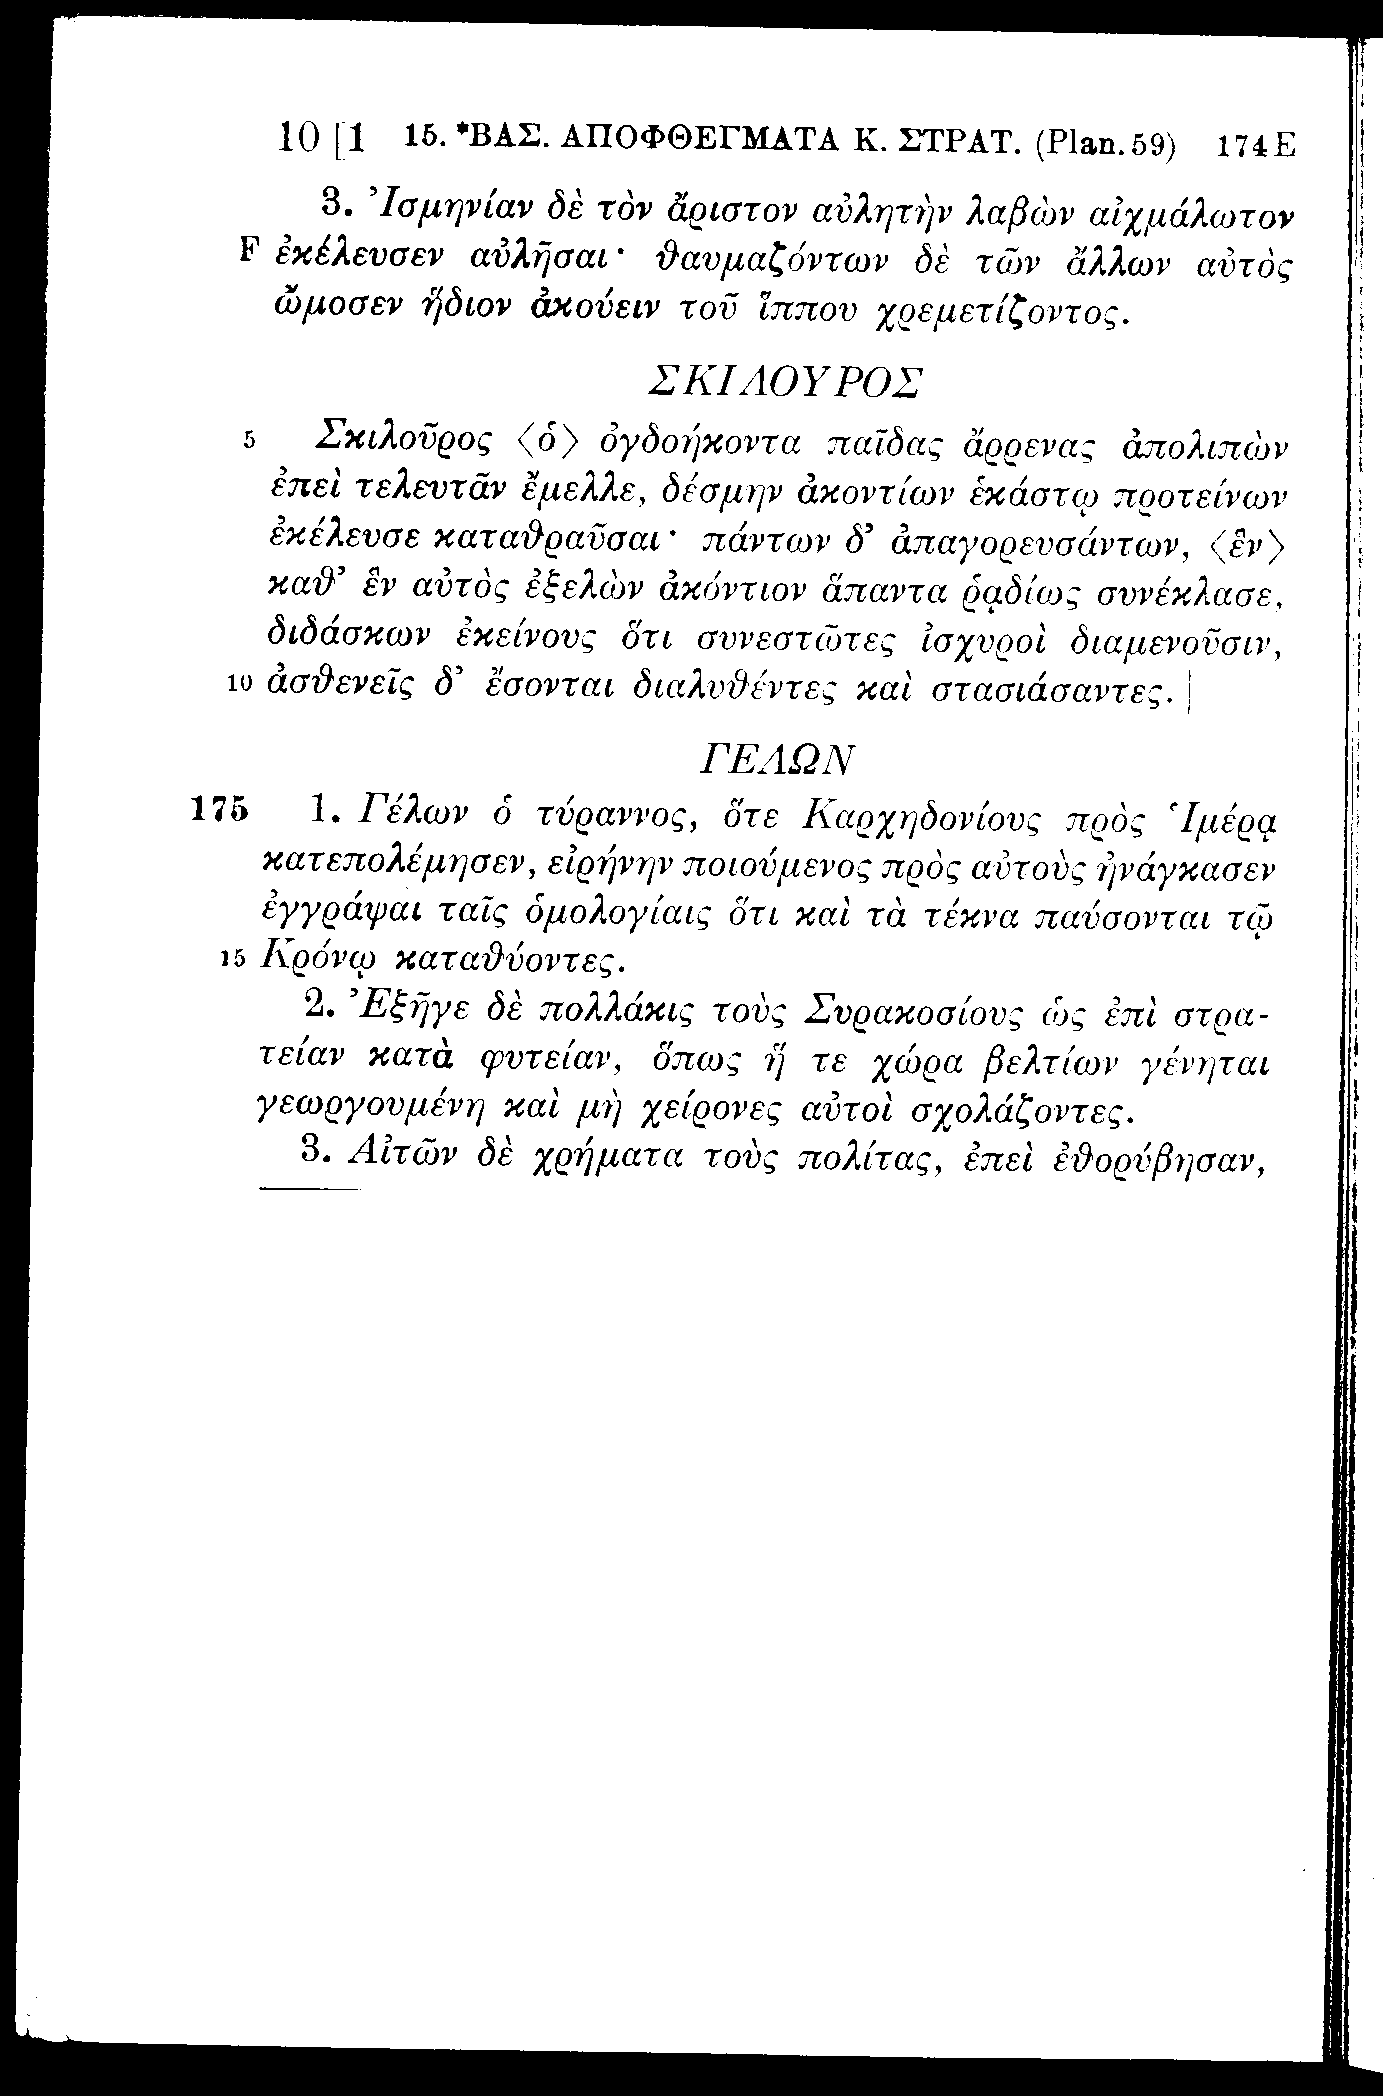 10 [1 15. *ΒΑΣ. ΑΠΟΦΘΕΓΜΑΤΑ Κ. ΣΤΡΑΤ. (Plan. 59) 174 E
3. Ἰσμηνίαν δὲ τὸν ἄριστον αὐλητὴν λαβὼν αἰχμάλωτον
F ἐκέλευσεν αὐλῆσαι· θαυμαζόντων δὲ τῶν ἄλλων αὐτὸς
ὤμοσεν ἥδιον ἀκούειν τοῦ ἵππου χρεμετίζοντος.
ΣΚΙΛΟΥΡΟΣ
5 Σκιλοῦρος 〈ὁ〉 ὀγδοήκοντα παῖδας ἄρρενας ἀπολιπὼν
ἐπεὶ τελευτᾶν ἔμελλε, δέσμην ἀκοντίων ἑκάστῳ προτείνων
ἐκέλευσε καταθραῦσαι· πάντων δ’ ἀπαγορευσάντων, 〈ἓν〉
καθ’ ἓν αὐτὸς ἐξελὼν ἀκόντιον ἅπαντα ῥᾳδίως συνέκλασε,
διδάσκων ἐκείνους ὅτι συνεστῶτες ἰσχυροὶ διαμενοῦσιν,
10 ἀσθενεῖς δ’ ἔσονται διαλυθέντες καὶ στασιάσαντες. |
ΓΕΛΩΝ
175 1. Γέλων ὁ τύραννος, ὅτε Καρχηδονίους πρὸς Ἱμέρᾳ
κατεπολέμησεν, εἰρήνην ποιούμενος πρὸς αὐτοὺς ἠνάγκασεν
ἐγγράψαι ταῖς ὁμολογίαις ὅτι καὶ τὰ τέκνα παύσονται τῷ
15 Κρόνῳ καταθύοντες.
2. Ἐξῆγε δὲ πολλάκις τοὺς Συρακοσίους ὡς ἐπὶ στρα-
τείαν κατὰ φυτείαν, ὅπως ἥ τε χώρα βελτίων γένηται
γεωργουμένη καὶ μὴ χείρονες αὐτοὶ σχολάζοντες.
3. Αἰτῶν δὲ χρήματα τοὺς πολίτας, ἐπεὶ ἐθορύβησαν,